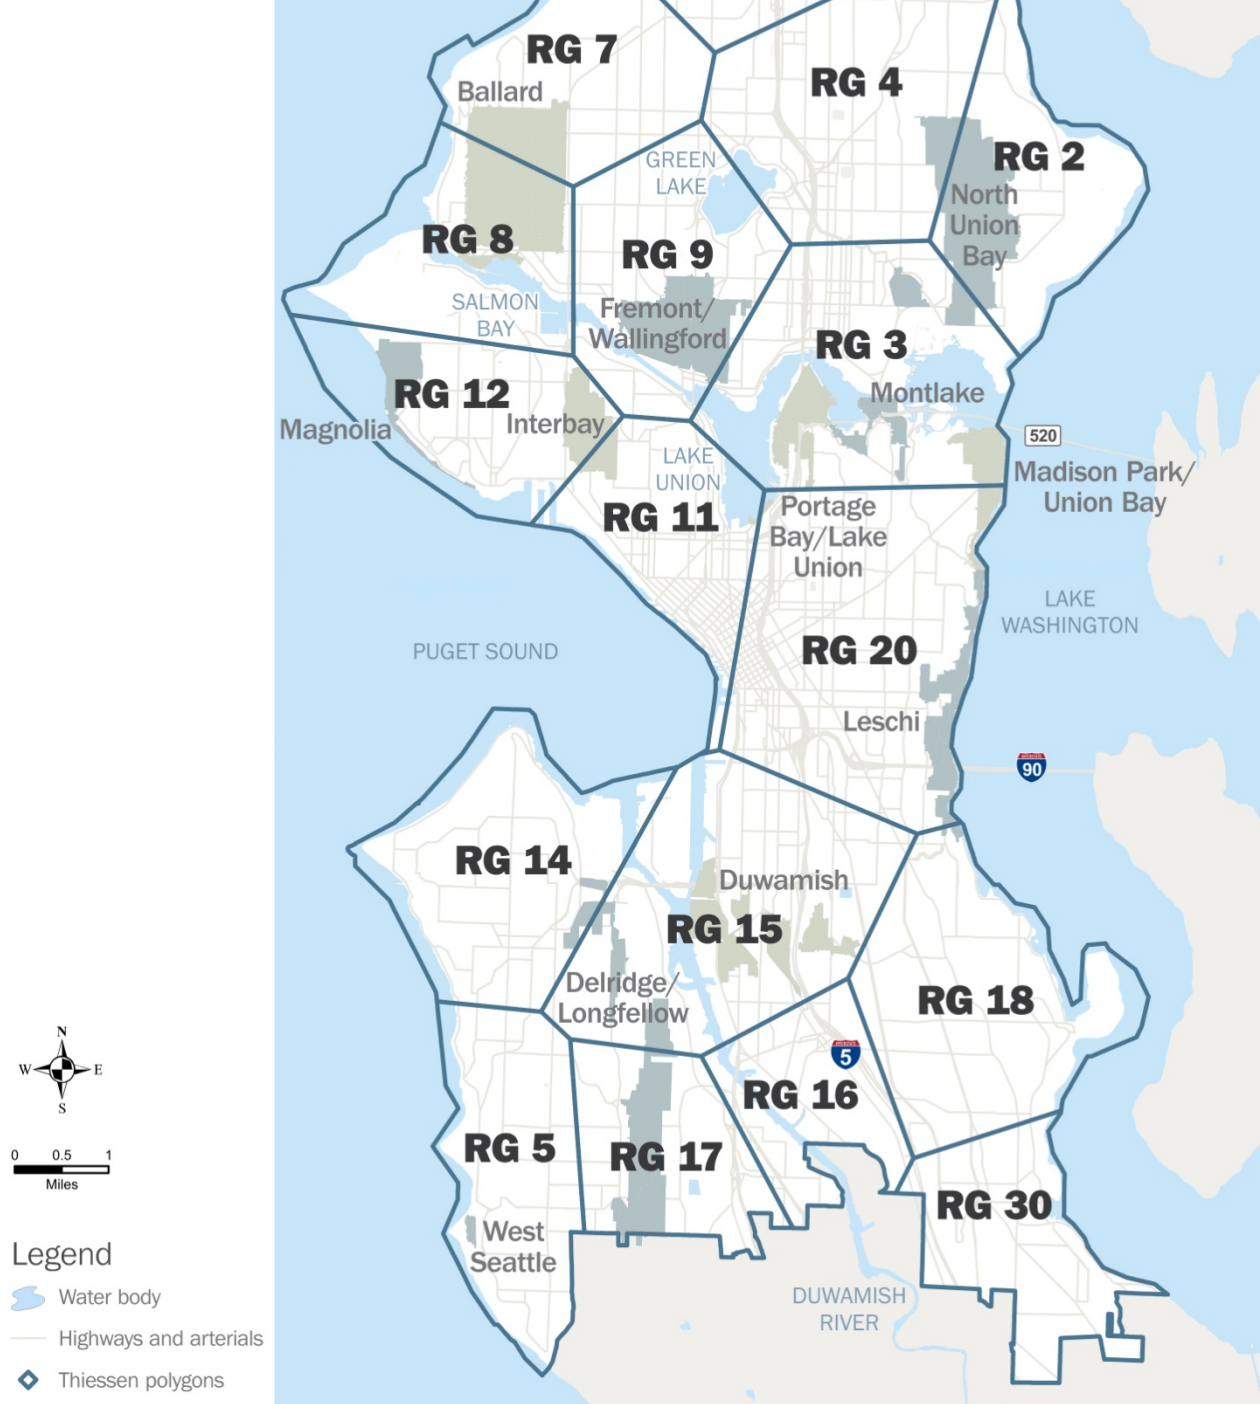 RG 7
RG 4
Ballard
RG 2
GREEN
LAKE
North
Union
Bay
RG 8
RG 9
SALMON
BAY
Fremont/
Wallingford
RG 3
RG 12
Montlake
Magnolia
Interbay
520
LAKE
UNION
Madison Park/
Union Bay
RG 11
Portage
Bay/Lake
Union
LAKE
WASHINGTON
PUGET SOUND
RG 20
Leschi
90
RG 14
Duwamish
RG 15
Delridge/
Longfellow
RG 18
5
RG 16
RG 5
RG 17
RG 30
West
Seattle
DUWAMISH
RIVER
N
W E
S
0 0.5 1
Miles
Legend
Water body
Highways and arterials
Thiessen polygons